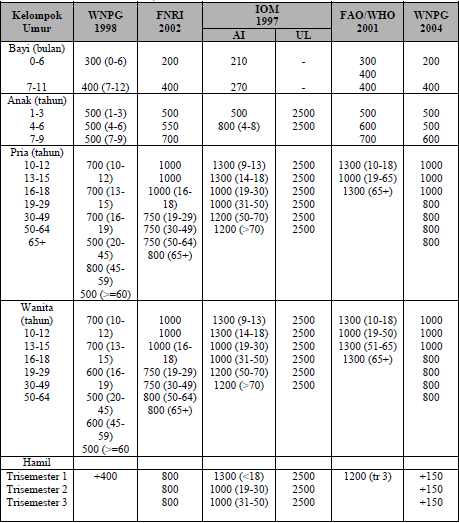 Kelompok Umur WNPG 1998 FNRI 2002 IOM 1997 FAO/WHO 2001 WNPG 2004
AI UL
Bayi (bulan)
0-6 300 (0-6) 200 210 - 300 200
400
7-11 400 (7-12) 400 270 - 400 400
Anak (tahun)
1-3 500 (1-3) 500 500 2500 500 500
4-6 500 (4-6) 550 800 (4-8) 2500 600 500
7-9 500 (7-9) 700 700 600
Pria (tahun)
10-12 700 (10- 1000 1300 (9-13) 2500 1300 (10-18) 1000
13-15 12) 1000 1300 (14-18) 2500 1000 (19-65) 1000
16-18 700 (13- 1000 (16- 1000 (19-30) 2500 1300 (65+) 1000
19-29 15) 18) 1000 (31-50) 2500 800
30-49 700 (16- 750 (19-29) 1200 (50-70) 2500 800
50-64 19) 750 (30-49) 1200 (>70) 2500 800
65+ 500 (20- 750 (50-64) 800
45) 800 (65+)
800 (45-
59)
500 (>=60)
Wanita
(tahun) 700 (10- 1000 1300 (9-13) 2500 1300 (10-18) 1000
10-12 12) 1000 1300 (14-18) 2500 1000 (19-50) 1000
13-15 700 (13- 1000 (16- 1000 (19-30) 2500 1300 (51-65) 1000
16-18 15) 18) 1000 (31-50) 2500 1300 (65+) 800
19-29 600 (16- 750 (19-29) 1200 (50-70) 2500 800
30-49 19) 750 (30-49) 1200 (>70) 2500 800
50-64 500 (20- 800 (50-64) 800
45) 800 (65+)
600 (45-
59)
500 (>=60
Hamil
Trisemester 1 +400 800 1300 (<18) 2500 1200 (tr 3) +150
Trisemester 2 800 1000 (19-30) 2500 +150
Trisemester 3 800 1000 (31-50) 2500 +150